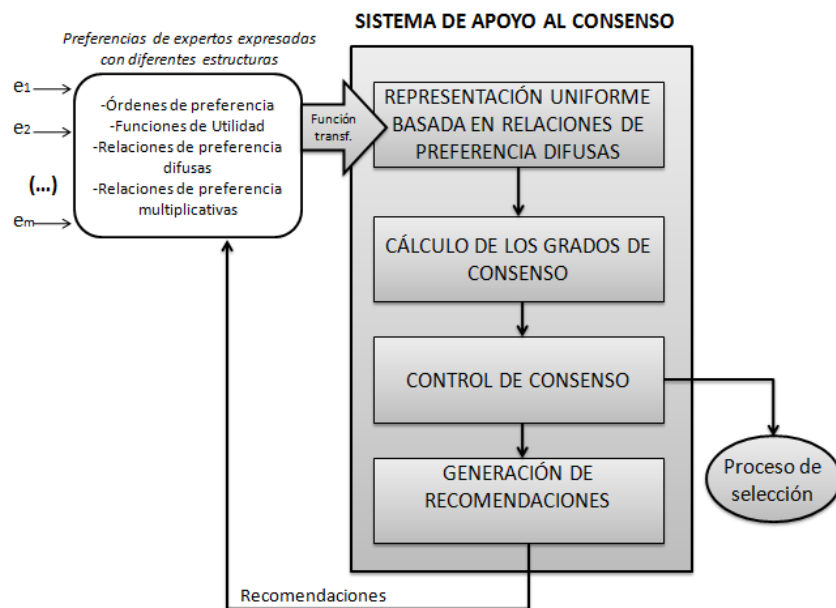 SISTEMA DE APOYO AL CONSENSO
Preferencias de expertos expresadas
con diferentes estructuras
e1
e2
(...)
em
-Órdenes de preferencia
-Funciones de Utilidad
-Relaciones de preferencia
difusas
-Relaciones de preferencia
multiplicativas
Función
transf.
REPRESENTACIÓN UNIFORME
BASADA EN RELACIONES DE
PREFERENCIA DIFUSAS
CÁLCULO DE LOS GRADOS DE
CONSENSO
CONTROL DE CONSENSO
GENERACIÓN DE
RECOMENDACIONES
Proceso de
selección
Recomendaciones